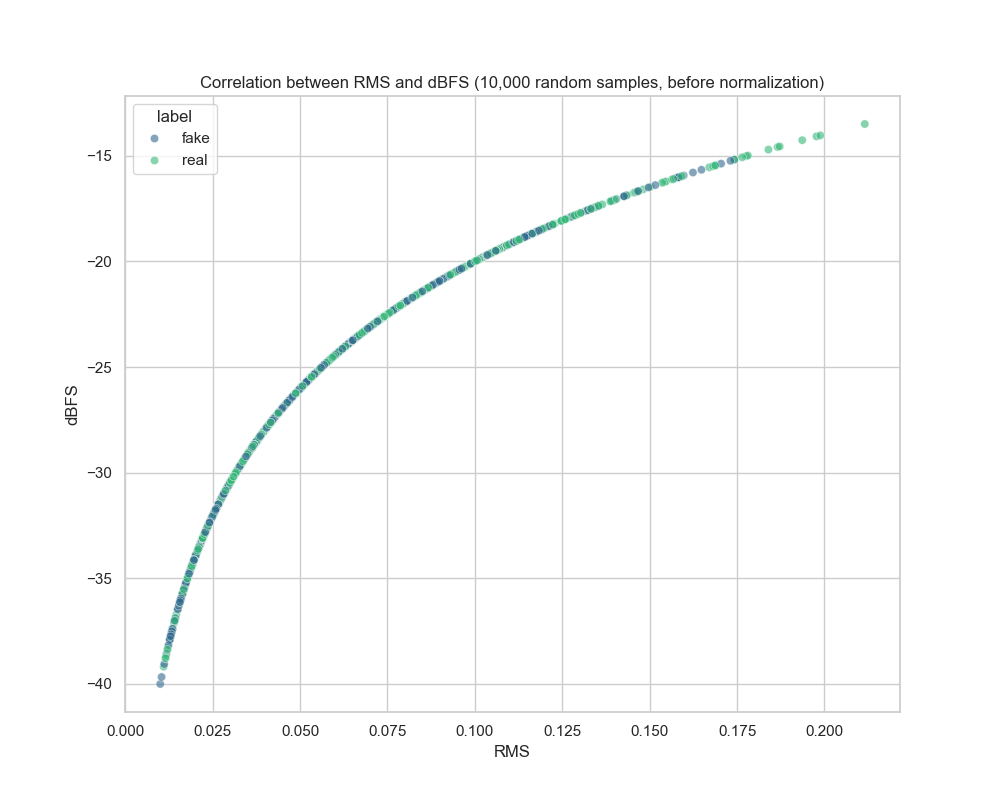 Correlation between RMS and dBFS (10,000 random samples, before normalization)
label
fake
real
dBFS
−15
−20
−25
−30
−35
−40
0.000 0.025 0.050 0.075 0.100 0.125 0.150 0.175 0.200
RMS